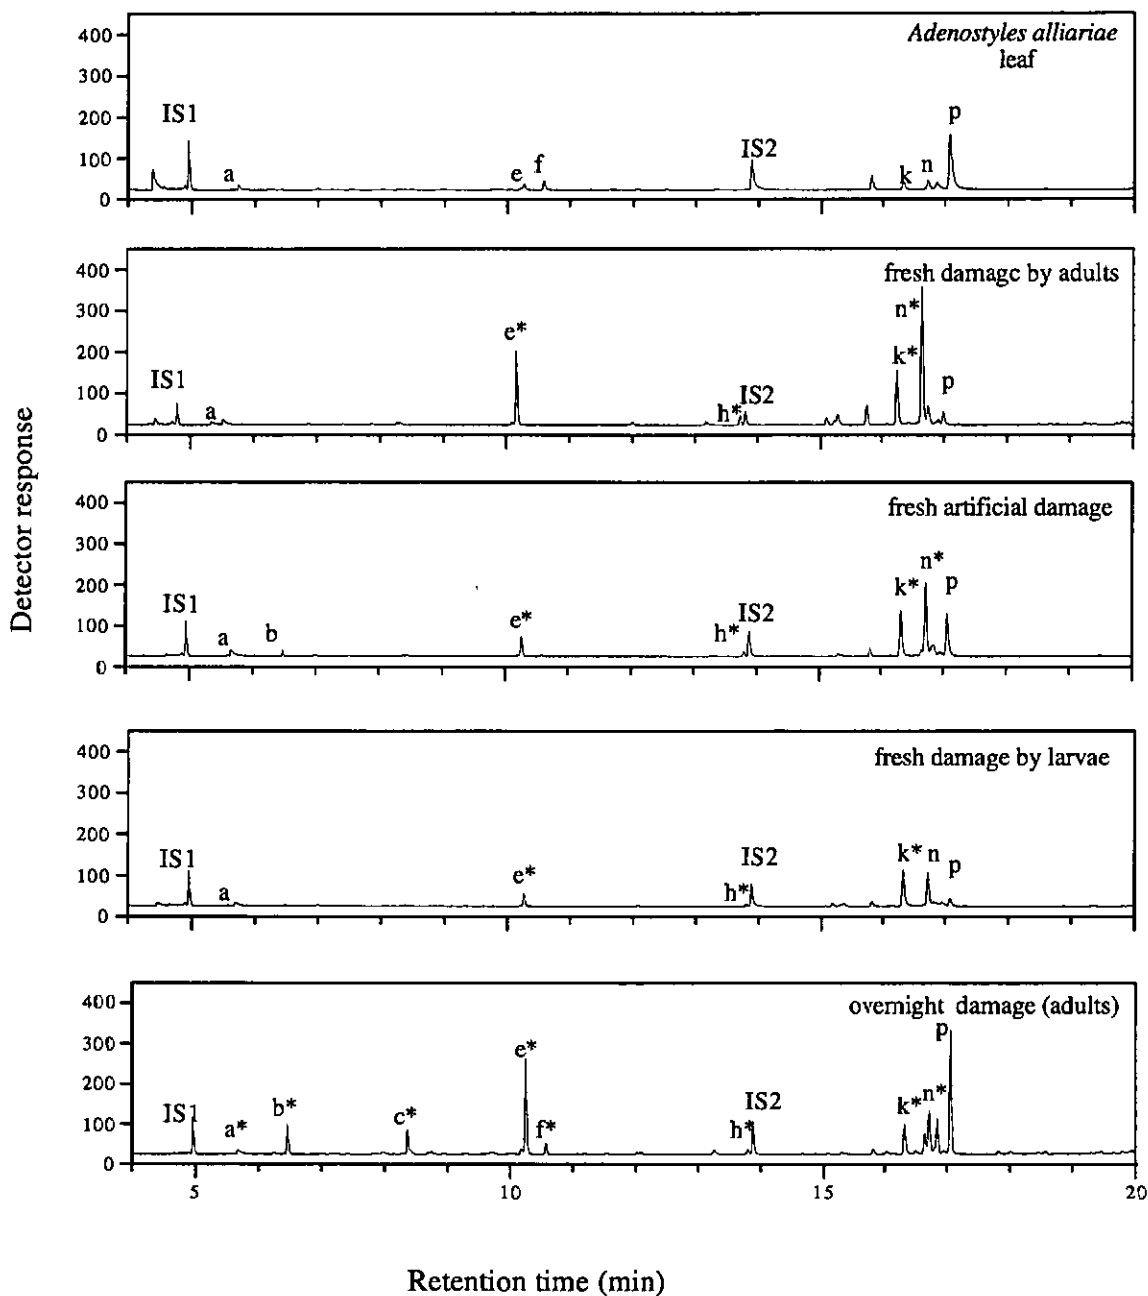 Detector response
400
300
200
100
0
Adenostyles alliariae
leaf
IS1
a
e
f
IS2
k
n
p
400
300
200
100
0
fresh damage by adults
IS1
a
e*
h*
IS2
k*
n*
p
400
300
200
100
0
fresh artificial damage
IS1
a
b
e*
h*
IS2
k*
n*
p
400
300
200
100
0
fresh damage by larvae
IS1
a
e*
h*
IS2
k*
n
p
400
300
200
100
0
overnight damage (adults)
IS1
a*
b*
c*
e*
f*
h*
IS2
k*
n*
p
5
10
15
20
Retention time (min)